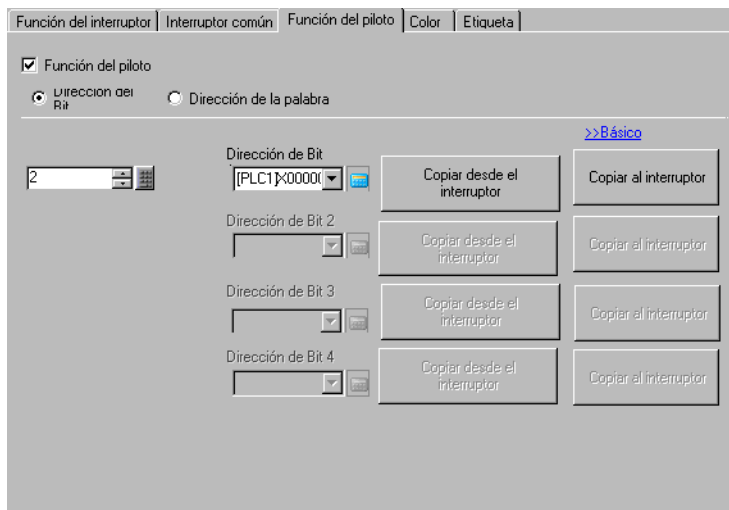 Función del interruptor Interruptor común Función del piloto Color Etiqueta
Función del piloto
Dirección del Bit
Dirección de la palabra
>>Básico
Dirección de Bit
2
[PLC1]X0000(
Copiar desde el interruptor
Copiar al interruptor
Dirección de Bit 2
Copiar desde el interruptor
Copiar al interruptor
Dirección de Bit 3
Copiar desde el interruptor
Copiar al interruptor
Dirección de Bit 4
Copiar desde el interruptor
Copiar al interruptor